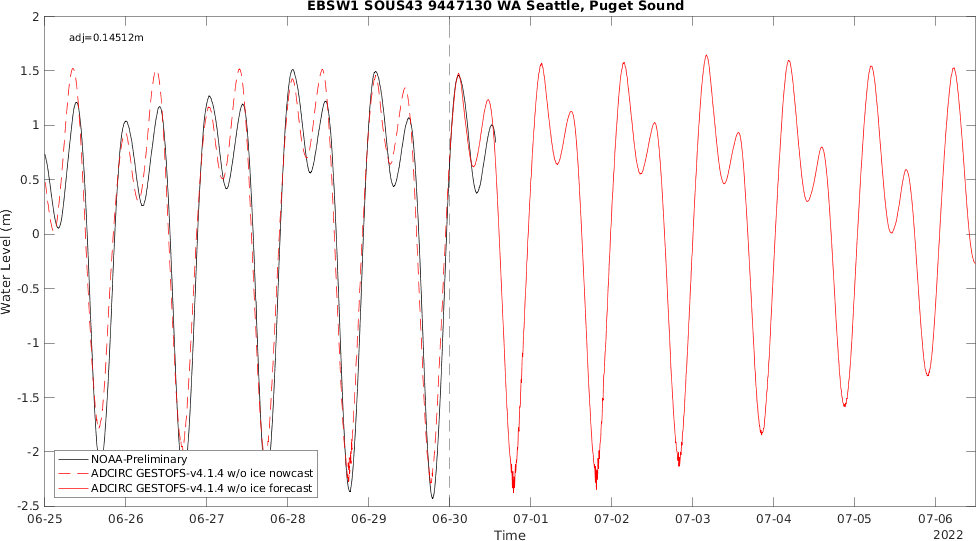 EBSW1 SOUS43 9447130 WA Seattle, Puget Sound
adj=0.14512m
2
1.5
1
0.5
0
-0.5
-1
-1.5
-2
-2.5
Water Level (m)
NOAA-Preliminary
ADCIRC GESTOFS-v4.1.4 w/o ice nowcast
ADCIRC GESTOFS-v4.1.4 w/o ice forecast
06-25 06-26 06-27 06-28 06-29 06-30 07-01 07-02 07-03 07-04 07-05 07-06
Time
2022